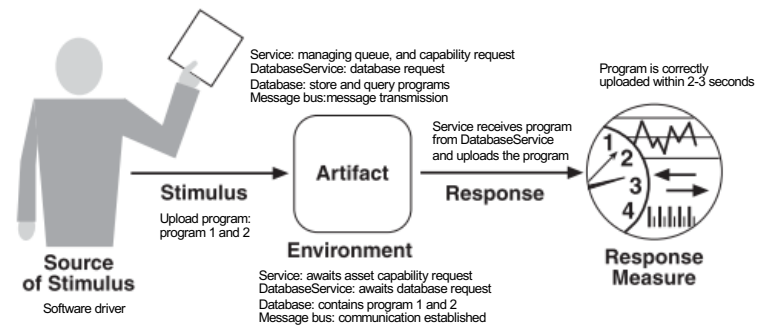 Service: managing queue, and capability request
DatabaseService: database request
Database: store and query programs
Message bus:message transmission
Program is correctly
uploaded within 2-3 seconds
Service receives program
from DatabaseService
and uploads the program
Artifact
Stimulus
Response
1
2
3
4
Upload program:
program 1 and 2
Environment
Source
of Stimulus
Response
Measure
Service: awaits asset capability request
DatabaseService: awaits database request
Database: contains program 1 and 2
Message bus: communication established
Software driver